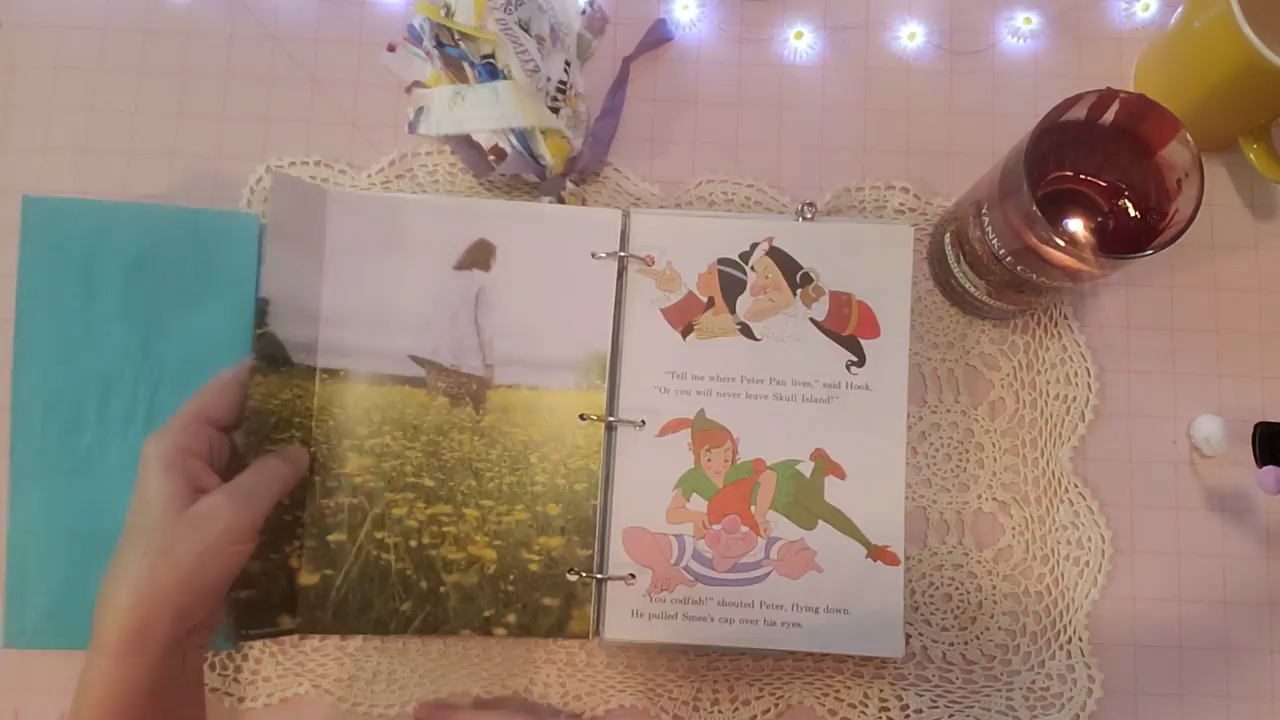 "Tell me where Peter Pan lives," said Hook.
"Or you will never leave Skull Island!"
"You codfish!" shouted Peter, flying down.
He pulled Smee's cap over his eyes.
YANKEE CA